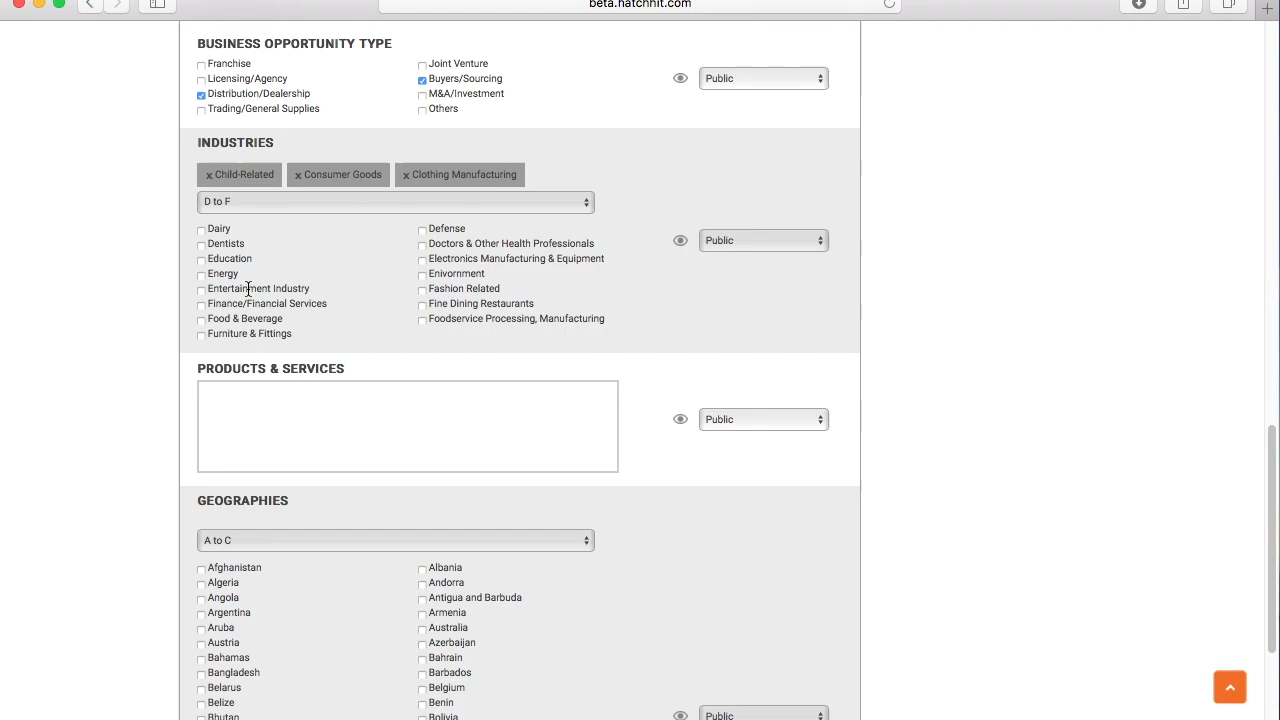 beta.hatchhit.com
BUSINESS OPPORTUNITY TYPE
Franchise Joint Venture
Licensing/Agency Buyers/Sourcing Public
Distribution/Dealership M&A/Investment
Trading/General Supplies Others
INDUSTRIES
x Child-Related x Consumer Goods x Clothing Manufacturing
D to F
Dairy Defense
Dentists Doctors & Other Health Professionals Public
Education Electronics Manufacturing & Equipment
Energy Enivornment
Entertainment Industry Fashion Related
Finance/Financial Services Fine Dining Restaurants
Food & Beverage Foodservice Processing, Manufacturing
Furniture & Fittings
PRODUCTS & SERVICES
Public
GEOGRAPHIES
A to C
Afghanistan Albania
Algeria Andorra
Angola Antigua and Barbuda
Argentina Armenia
Aruba Australia
Austria Azerbaijan
Bahamas Bahrain
Bangladesh Barbados
Belarus Belgium
Belize Benin
Bhutan Bolivia Public